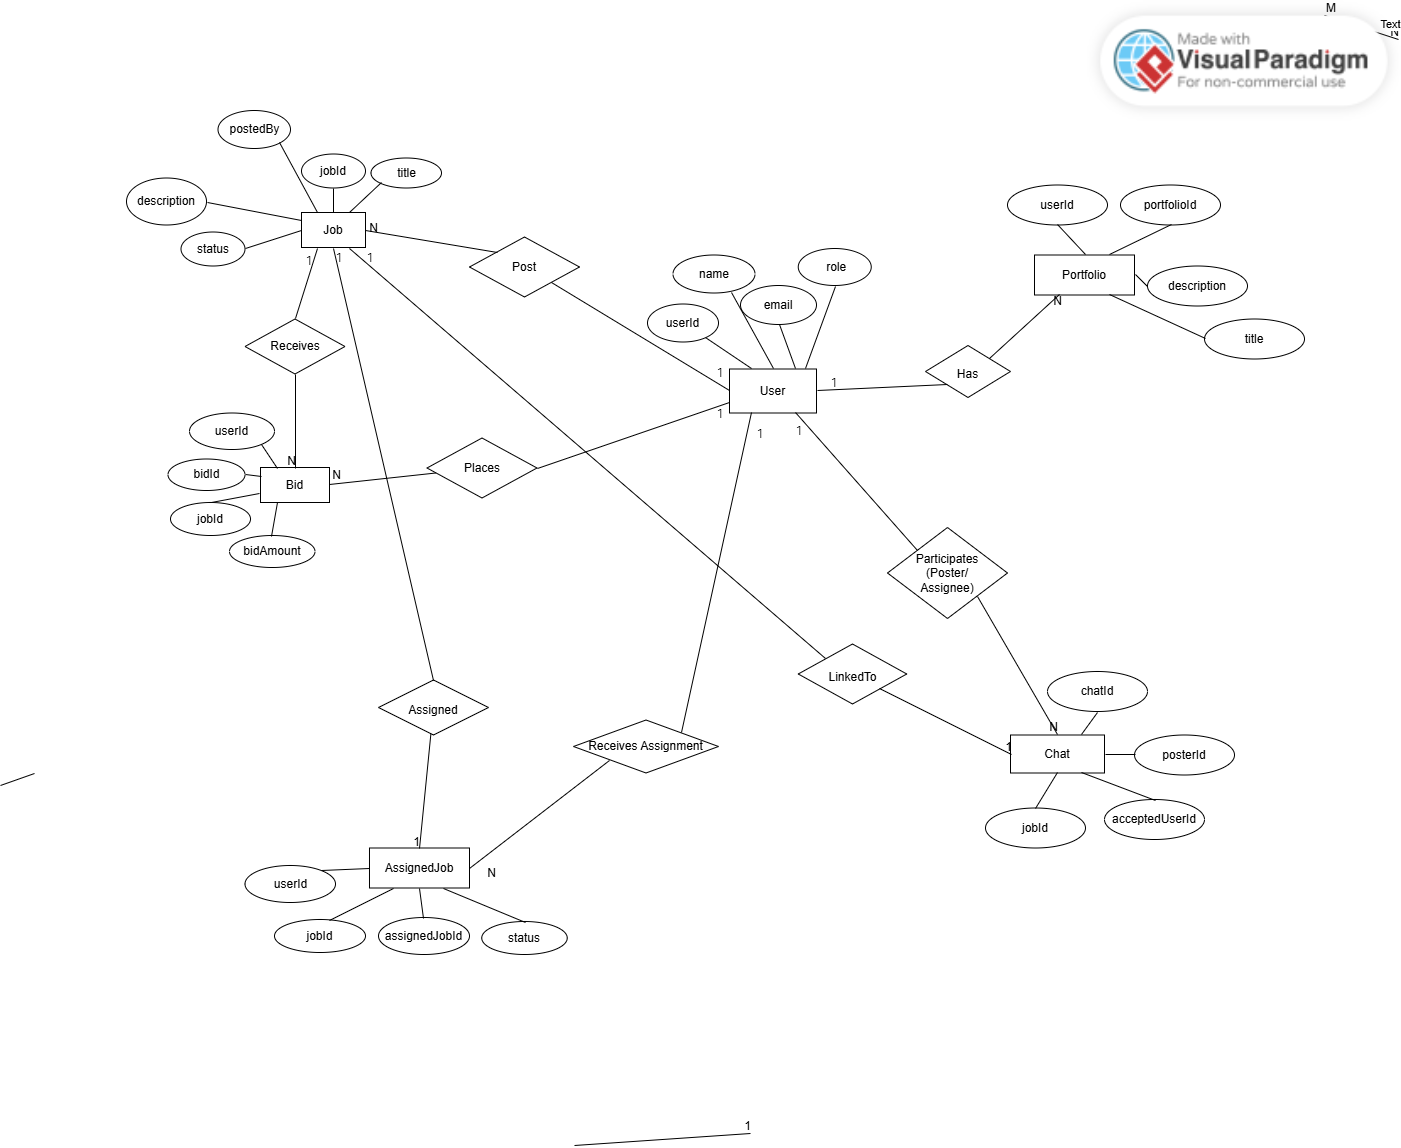 M
Text
N
Made with
Visual Paradigm
For non-commercial use
postedBy
jobId
title
description
status
Job
N
1
1
1
Post
Receives
userId
bidId
jobId
bidAmount
N
Bid
N
Places
name
role
email
userId
User
1
1
1
1
1
Has
userId
portfolioId
Portfolio
description
title
N
Participates
(Poster/
Assignee)
LinkedTo
Assigned
Receives Assignment
chatId
N
1
Chat
posterId
acceptedUserId
jobId
1
AssignedJob
N
userId
jobId
assignedJobId
status
1